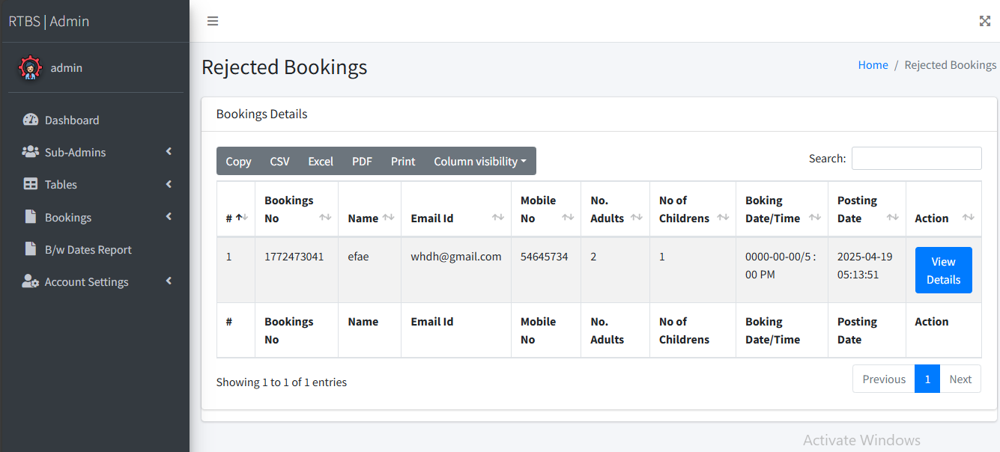 RTBS | Admin
admin
Dashboard
Sub-Admins
Tables
Bookings
B/w Dates Report
Account Settings
Rejected Bookings
Home / Rejected Bookings
Bookings Details
Copy CSV Excel PDF Print Column visibility
Search:
# Bookings No Name Email Id Mobile No No. Adults No of Childrens Boking Date/Time Posting Date Action
1 1772473041 efae whdh@gmail.com 54645734 2 1 0000-00-00/5 : 00 PM 2025-04-19 05:13:51 View Details
# Bookings No Name Email Id Mobile No No. Adults No of Childrens Boking Date/Time Posting Date Action
Showing 1 to 1 of 1 entries
Previous 1 Next
Activate Windows